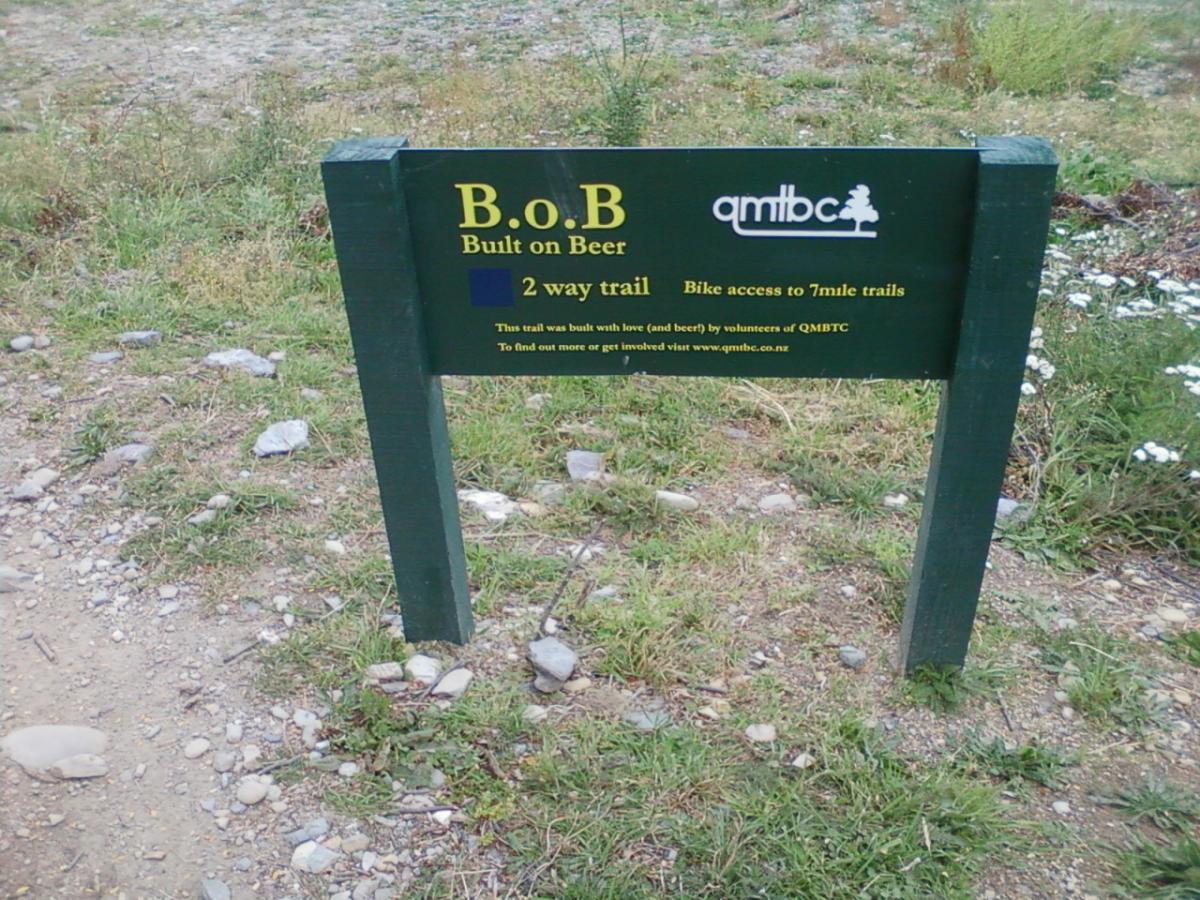 B.o.B
Built on Beer
qmtbc
2 way trail
Bike access to 7mile trails
This trail was built with love (and beer!) by volunteers of QMBTC
To find out more or get involved visit www.qmtbc.co.nz